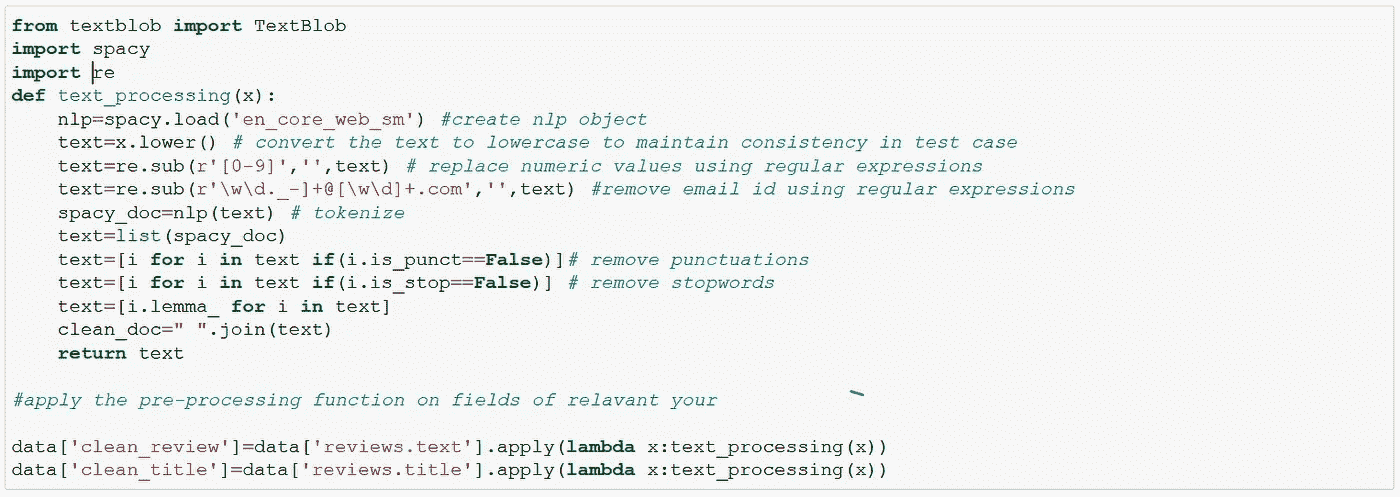 from textblob import TextBlob
import spacy
import re
def text_processing(x):
    nlp=spacy.load('en_core_web_sm') #create nlp object
    text=x.lower() # convert the text to lowercase to maintain consistency in test case
    text=re.sub(r'[0-9]','',text) # replace numeric values using regular expressions
    text=re.sub(r'\w\d._-]+@[\w\d]+.com','',text) #remove email id using regular expressions
    spacy_doc=nlp(text) # tokenize
    text=list(spacy_doc)
    text=[i for i in text if(i.is_punct==False)]# remove punctuations
    text=[i for i in text if(i.is_stop==False)] # remove stopwords
    text=[i.lemma_ for i in text]
    clean_doc=" ".join(text)
    return text
#apply the pre-processing function on fields of relavant your
data['clean_review']=data['reviews.text'].apply(lambda x:text_processing(x))
data['clean_title']=data['reviews.title'].apply(lambda x:text_processing(x))